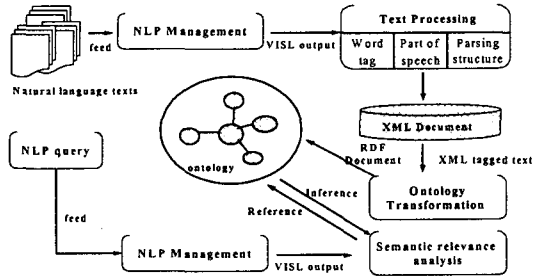 Text Processing
NLP Management
feed
VISL output
Word
tag
Part of
speech
Parsing
structure
Natural language texts
XML Document
NLP query
RDF
Document
XML tagged text
ontology
Inference
Reference
Ontology
Transformation
feed
NLP Management
VISL output
Semantic relevance
analysis